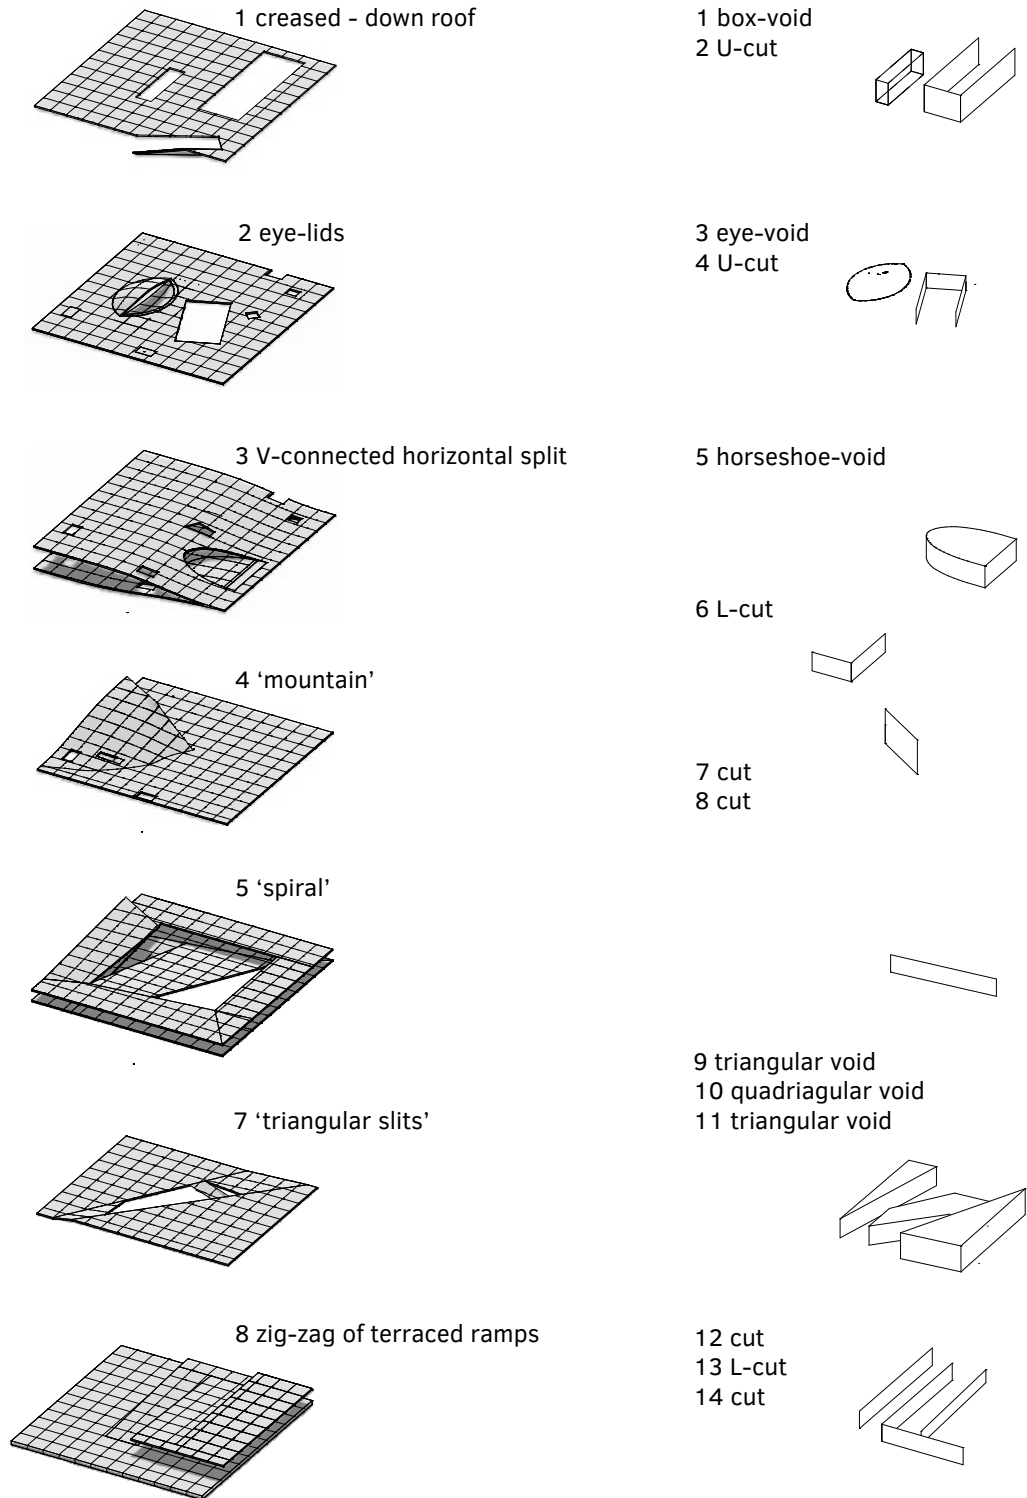 1 creased - down roof
1 box-void
2 U-cut
2 eye-lids
3 eye-void
4 U-cut
3 V-connected horizontal split
5 horseshoe-void
6 L-cut
4 ‘mountain’
7 cut
8 cut
5 ‘spiral’
9 triangular void
10 quadriagular void
11 triangular void
7 ‘triangular slits’
8 zig-zag of terraced ramps
12 cut
13 L-cut
14 cut